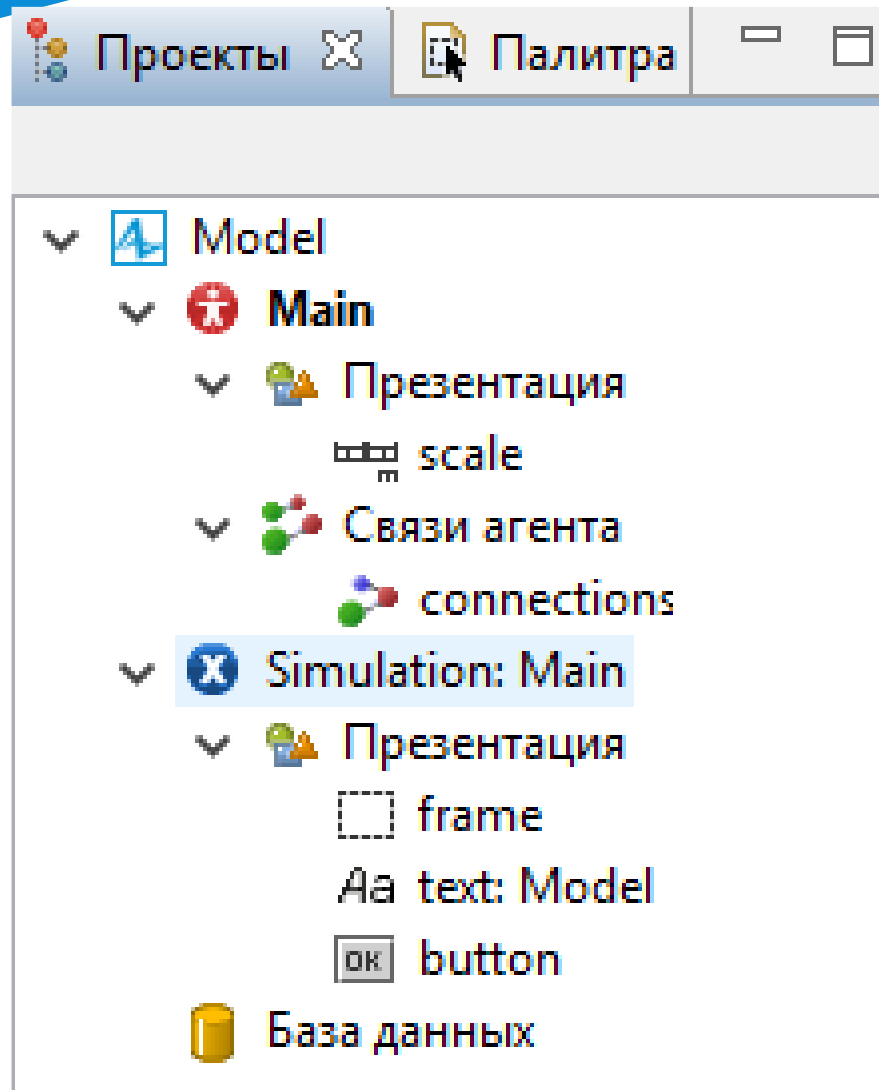 Проекты Палитра
Model
Main
Презентация
scale
Связи агента
connections
Simulation: Main
Презентация
frame
Aa text: Model
OK button
База данных